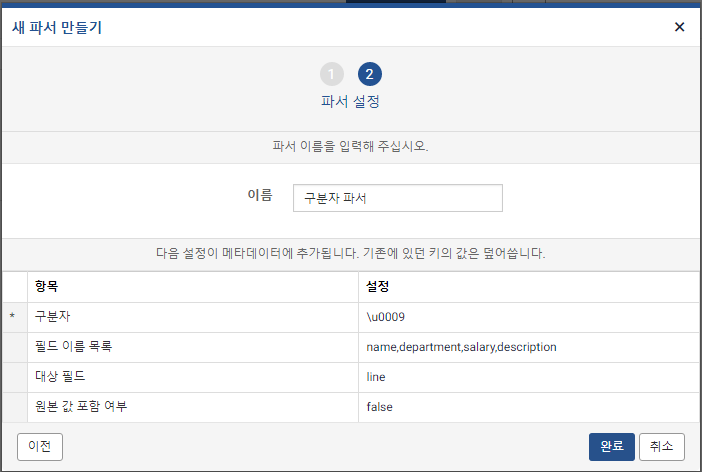 새 파서 만들기 ✕
1 2
파서 설정
파서 이름을 입력해 주십시오.
이름 구분자 파서
다음 설정이 메타데이터에 추가됩니다. 기존에 있던 키의 값은 덮어씁니다.
항목 설정
* 구분자 \u0009
필드 이름 목록 name,department,salary,description
대상 필드 line
원본 값 포함 여부 false
이전 완료 취소